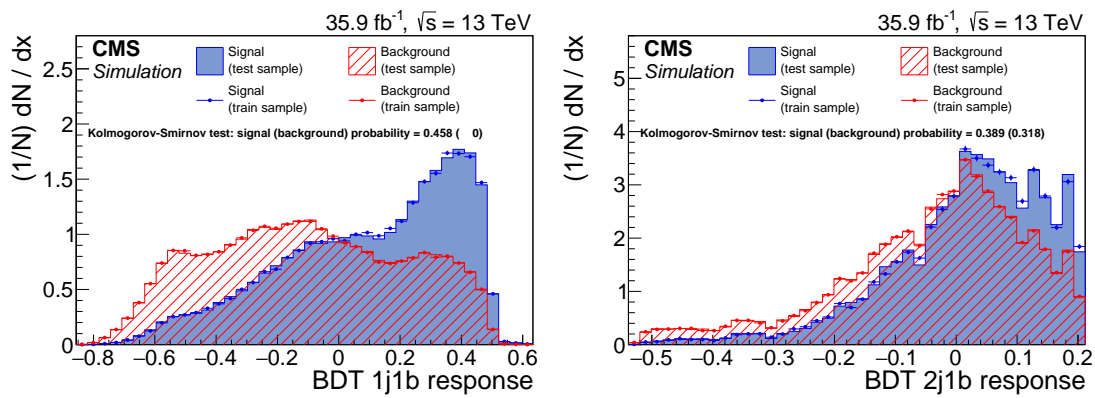 35.9 fb⁻¹, √s = 13 TeV
CMS
Simulation
Signal
(test sample)
Background
(test sample)
Signal
(train sample)
Background
(train sample)
Kolmogorov-Smirnov test: signal (background) probability = 0.458 (    0)
(1/N) dN / dx
2.5
2
1.5
1
0.5
0
−0.8 −0.6 −0.4 −0.2 0 0.2 0.4 0.6
BDT 1j1b response
35.9 fb⁻¹, √s = 13 TeV
CMS
Simulation
Signal
(test sample)
Background
(test sample)
Signal
(train sample)
Background
(train sample)
Kolmogorov-Smirnov test: signal (background) probability = 0.389 (0.318)
(1/N) dN / dx
5
4
3
2
1
0
−0.5 −0.4 −0.3 −0.2 −0.1 0 0.1 0.2
BDT 2j1b response